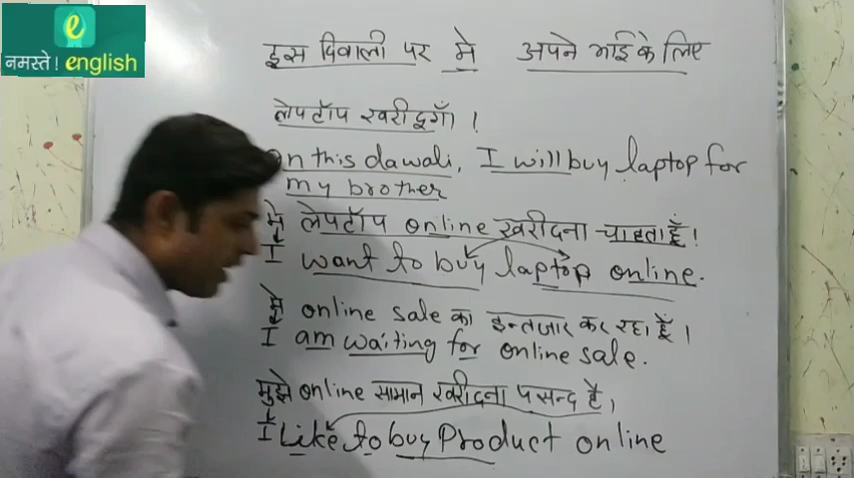 e
नमस्ते! english
इस दिवाली पर मे अपने भाई के लिए
लेपटॉप खरीदूगाँ।
on this dawali, I will buy laptop for
my brother
मे लेपटॉप online खरीदना चाहता हूँ।
I want to buy laptop online.
मे online sale का इन्तजार कर रहा हूँ।
I am waiting for online sale.
मुझे online सामान खरीदना पसन्द है।
I Like to buy Product online